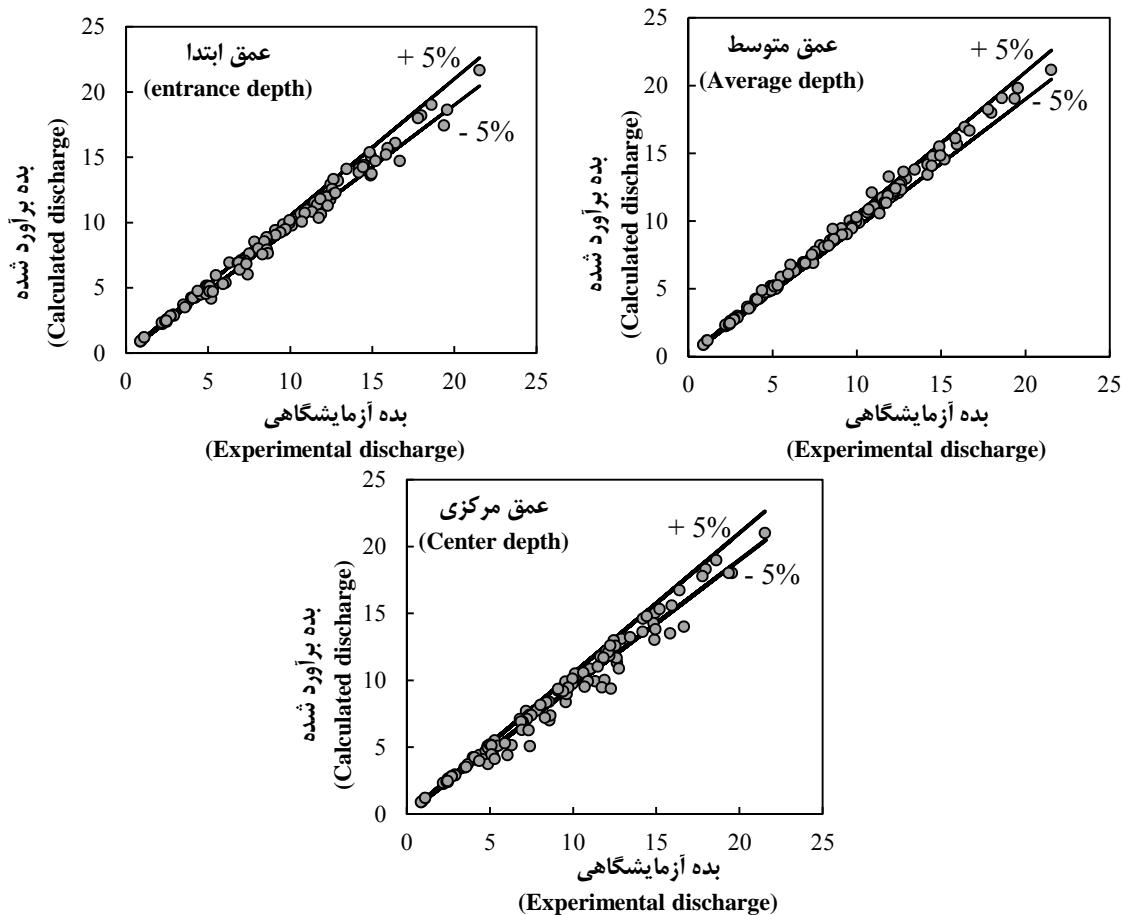 عمق ابتدا
(entrance depth)
+ 5%
- 5%
25
20
15
10
5
0
0 5 10 15 20 25
بده برآورد شده
((Calculated discharge)
بده آزمایشگاهی
(Experimental discharge)
عمق متوسط
(Average depth)
+ 5%
- 5%
25
20
15
10
5
0
0 5 10 15 20 25
بده برآورد شده
((Calculated discharge)
بده آزمایشگاهی
(Experimental discharge)
عمق مرکزی
(Center depth)
+ 5%
- 5%
25
20
15
10
5
0
0 5 10 15 20 25
بده برآورد شده
((Calculated discharge)
بده آزمایشگاهی
(Experimental discharge)